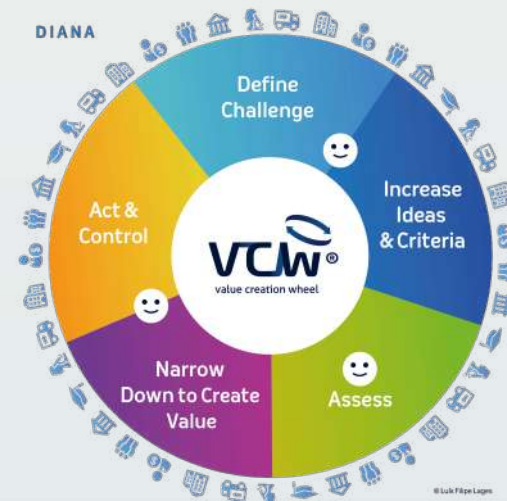 DIANA
Define
Challenge
Increase
Ideas
& Criteria
Assess
Narrow
Down to Create
Value
Act &
Control
VCW®
value creation wheel
© Luís Filipe Lages